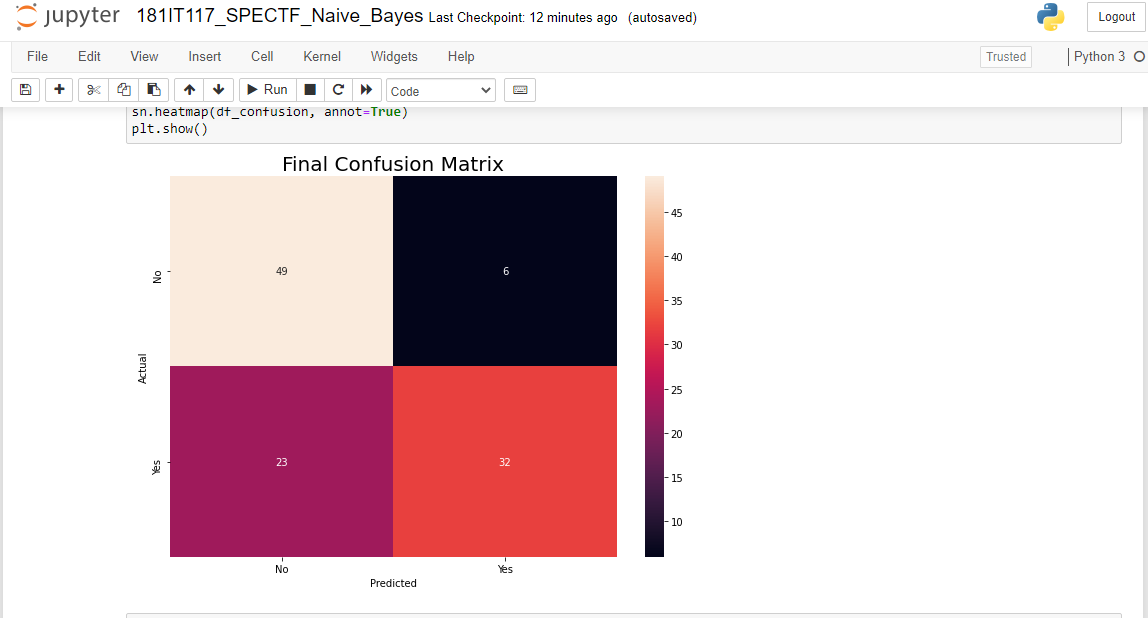 jupyter 181IT117_SPECTF_Naive_Bayes Last Checkpoint: 12 minutes ago (autosaved) Logout
File Edit View Insert Cell Kernel Widgets Help Trusted Python 3
Run Code
sn.heatmap(df_confusion, annot=True)
plt.show()
Final Confusion Matrix
45
40
35
30
25
20
15
10
No
49 6
Actual
Yes
23 32
No Yes
Predicted